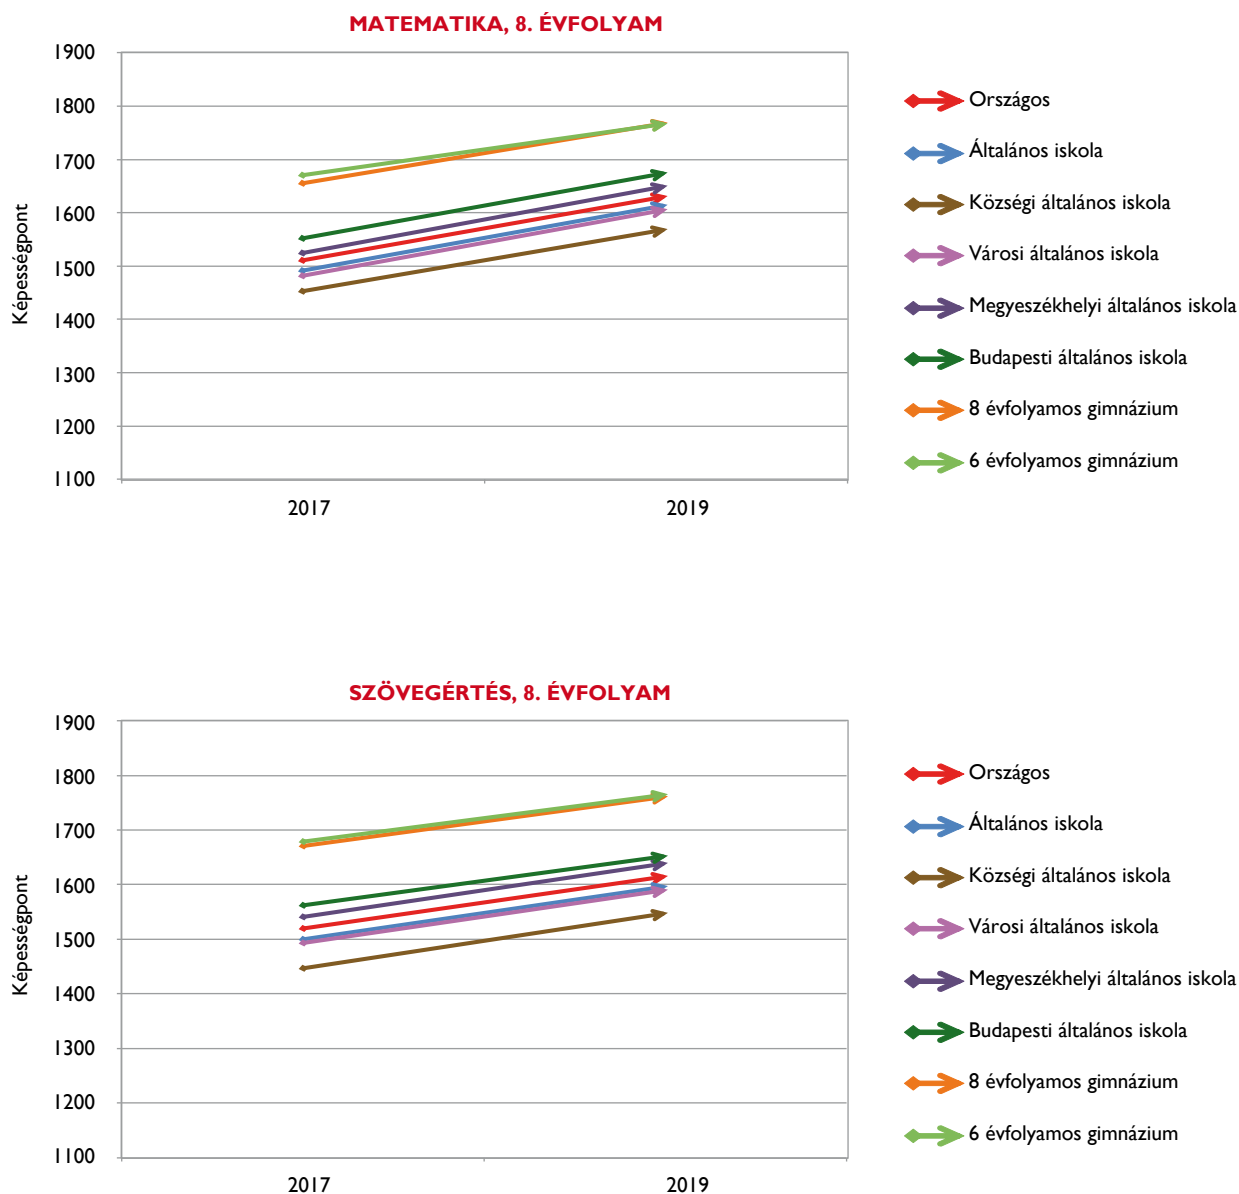 MATEMATIKA, 8. ÉVFOLYAM
1900
1800
1700
1600
1500
1400
1300
1200
1100
Képességpont
2017
2019
Országos
Általános iskola
Községi általános iskola
Városi általános iskola
Megyeszékhelyi általános iskola
Budapesti általános iskola
8 évfolyamos gimnázium
6 évfolyamos gimnázium
SZÖVEGÉRTÉS, 8. ÉVFOLYAM
1900
1800
1700
1600
1500
1400
1300
1200
1100
Képességpont
2017
2019
Országos
Általános iskola
Községi általános iskola
Városi általános iskola
Megyeszékhelyi általános iskola
Budapesti általános iskola
8 évfolyamos gimnázium
6 évfolyamos gimnázium